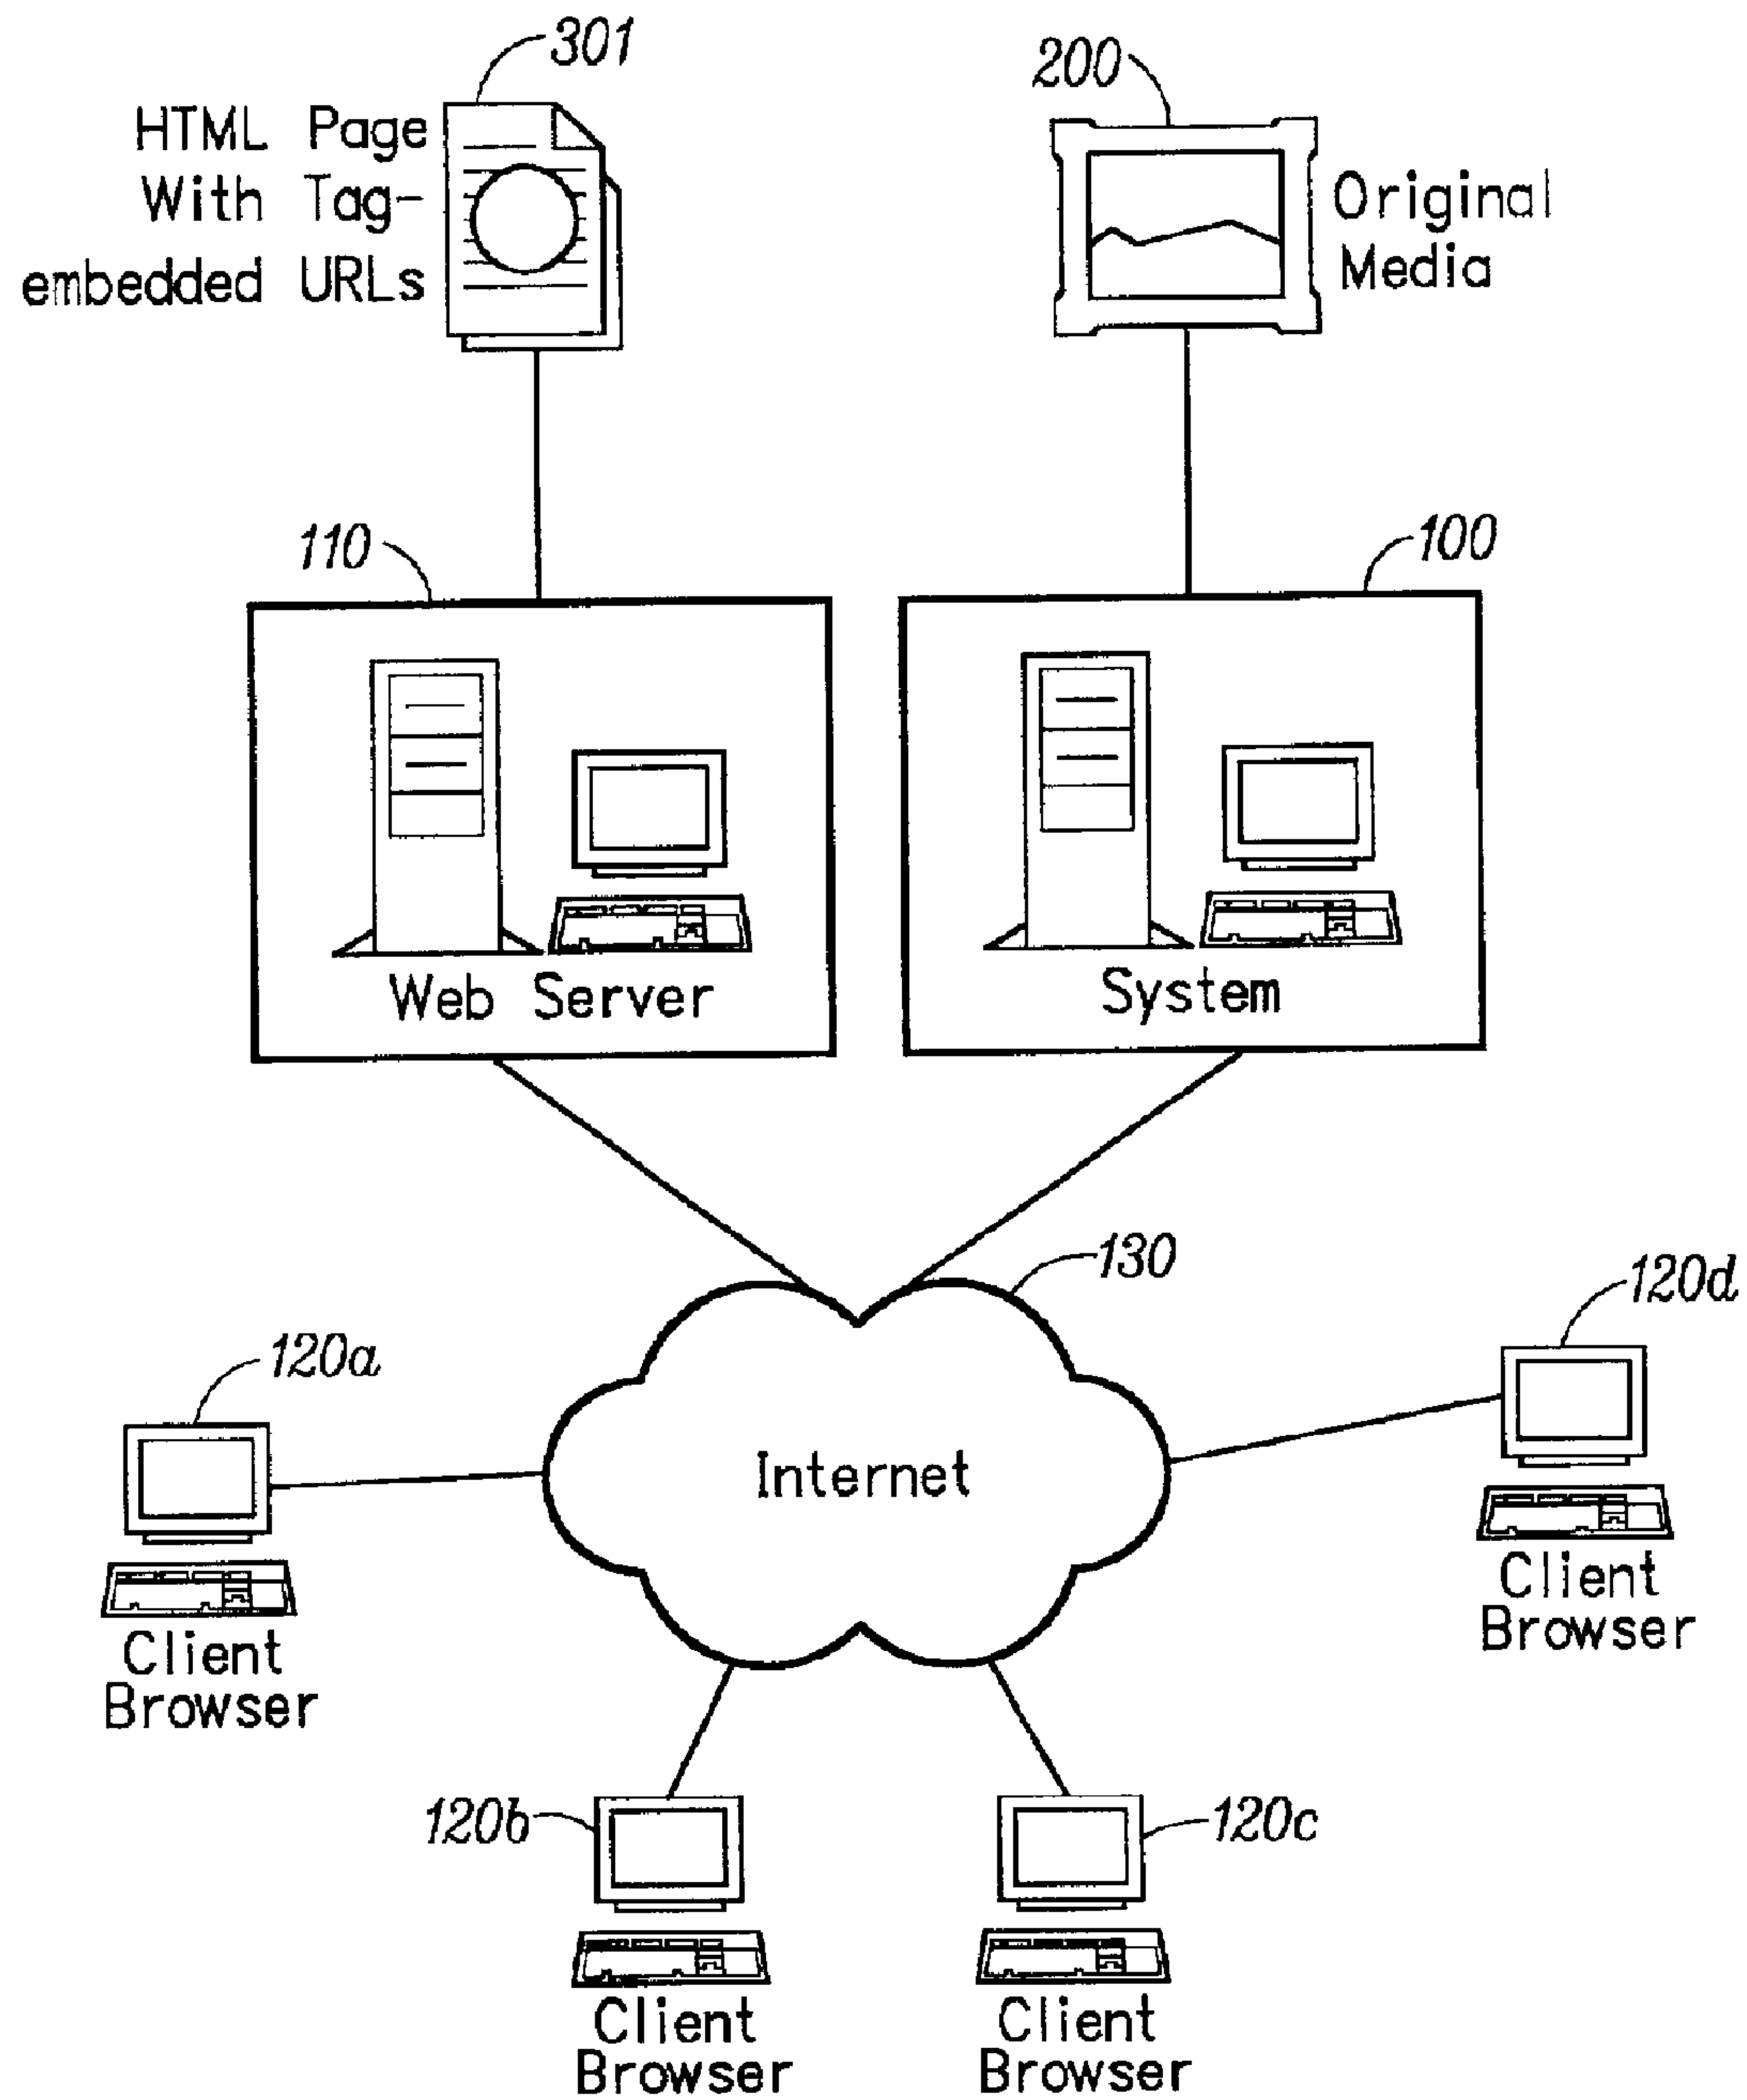 301
HTML Page
With Tag-
embedded URLs
200
Original
Media
110
100
Web Server
System
130
120d
120a
Internet
Client
Browser
Client
Browser
120b
120c
Client
Browser
Client
Browser